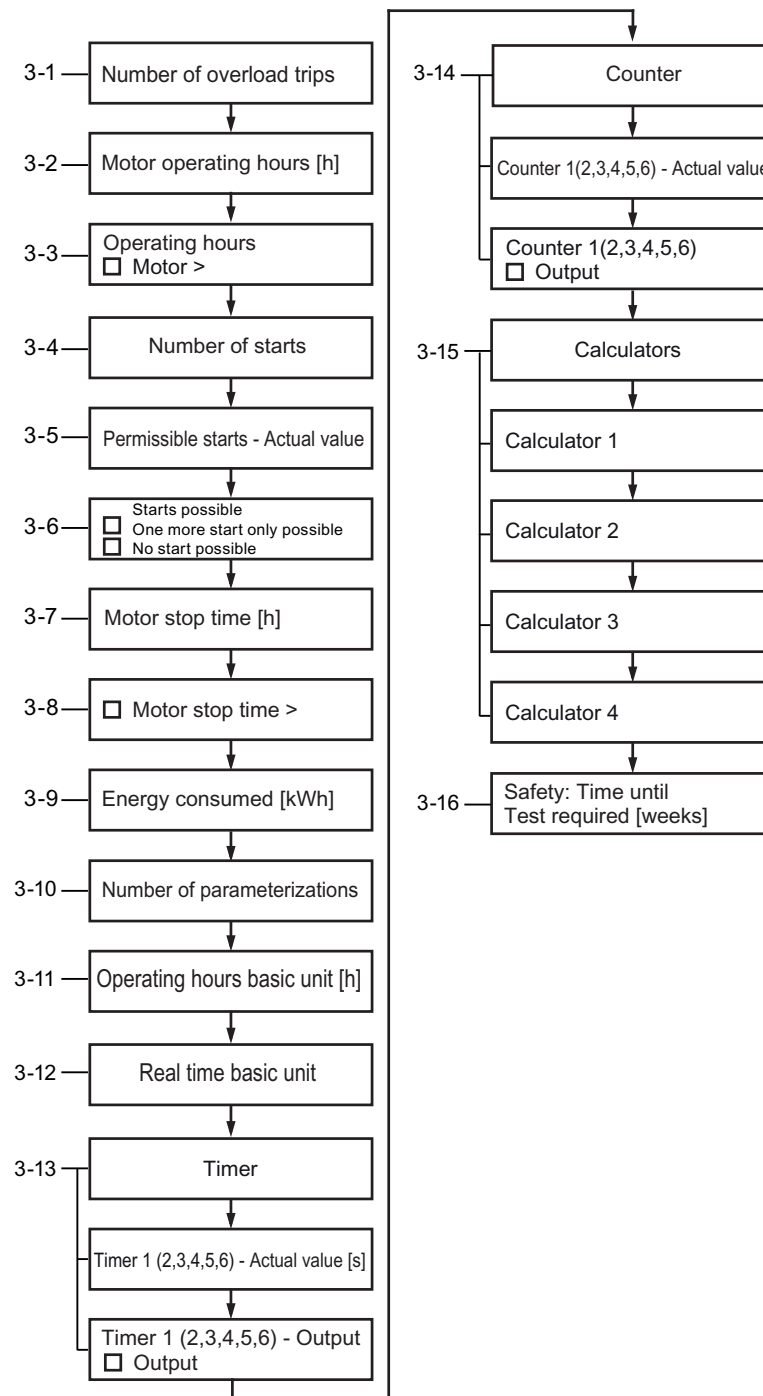 3-1 Number of overload trips
3-2 Motor operating hours [h]
3-3 Operating hours
Motor >
3-4 Number of starts
3-5 Permissible starts - Actual value
3-6 Starts possible
One more start only possible
No start possible
3-7 Motor stop time [h]
3-8 Motor stop time >
3-9 Energy consumed [kWh]
3-10 Number of parameterizations
3-11 Operating hours basic unit [h]
3-12 Real time basic unit
3-13 Timer
Timer 1 (2,3,4,5,6) - Actual value [s]
Timer 1 (2,3,4,5,6) - Output
Output
3-14 Counter
Counter 1(2,3,4,5,6) - Actual value
Counter 1(2,3,4,5,6)
Output
3-15 Calculators
Calculator 1
Calculator 2
Calculator 3
Calculator 4
3-16 Safety: Time until
Test required [weeks]